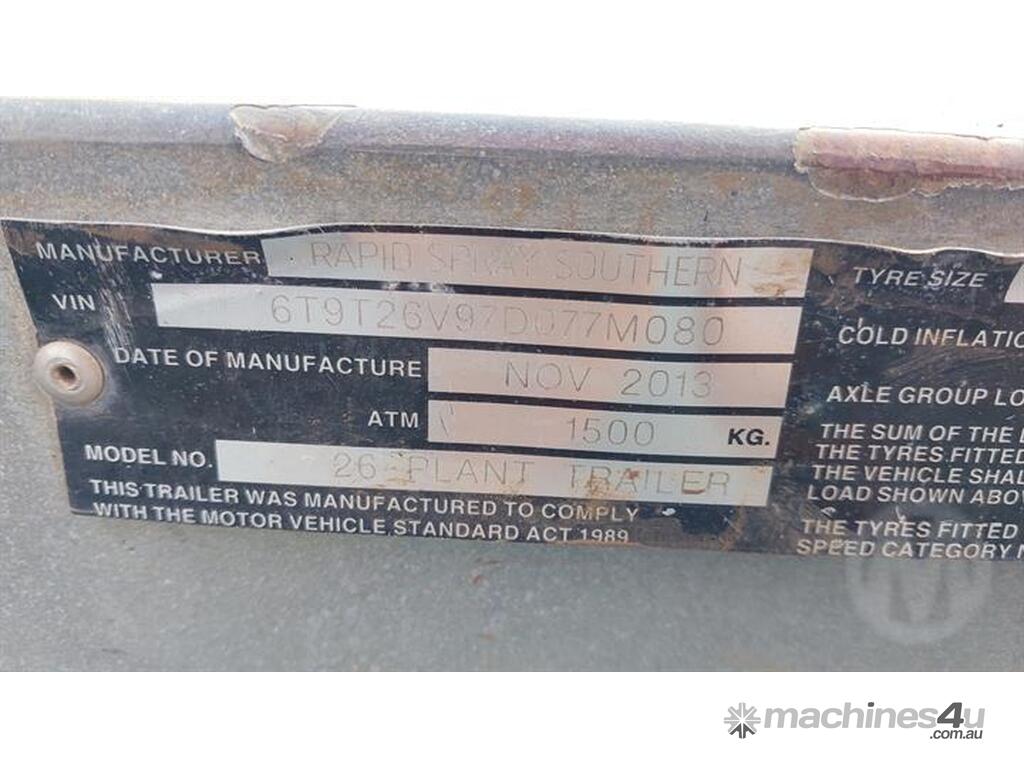 MANUFACTURER RAPID SPRAY SOUTHERN
VIN 6T9T26V97D077M080
DATE OF MANUFACTURE NOV 2013
ATM 1500 KG.
MODEL NO. 26 PLANT TRAILER
THIS TRAILER WAS MANUFACTURED TO COMPLY
WITH THE MOTOR VEHICLE STANDARD ACT 1989
TYRE SIZE
COLD INFLATIO
AXLE GROUP LO
THE SUM OF THE
THE TYRES FITTED
THE VEHICLE SHAL
LOAD SHOWN ABOV
THE TYRES FITTED
SPEED CATEGORY
machines4u
.com.au